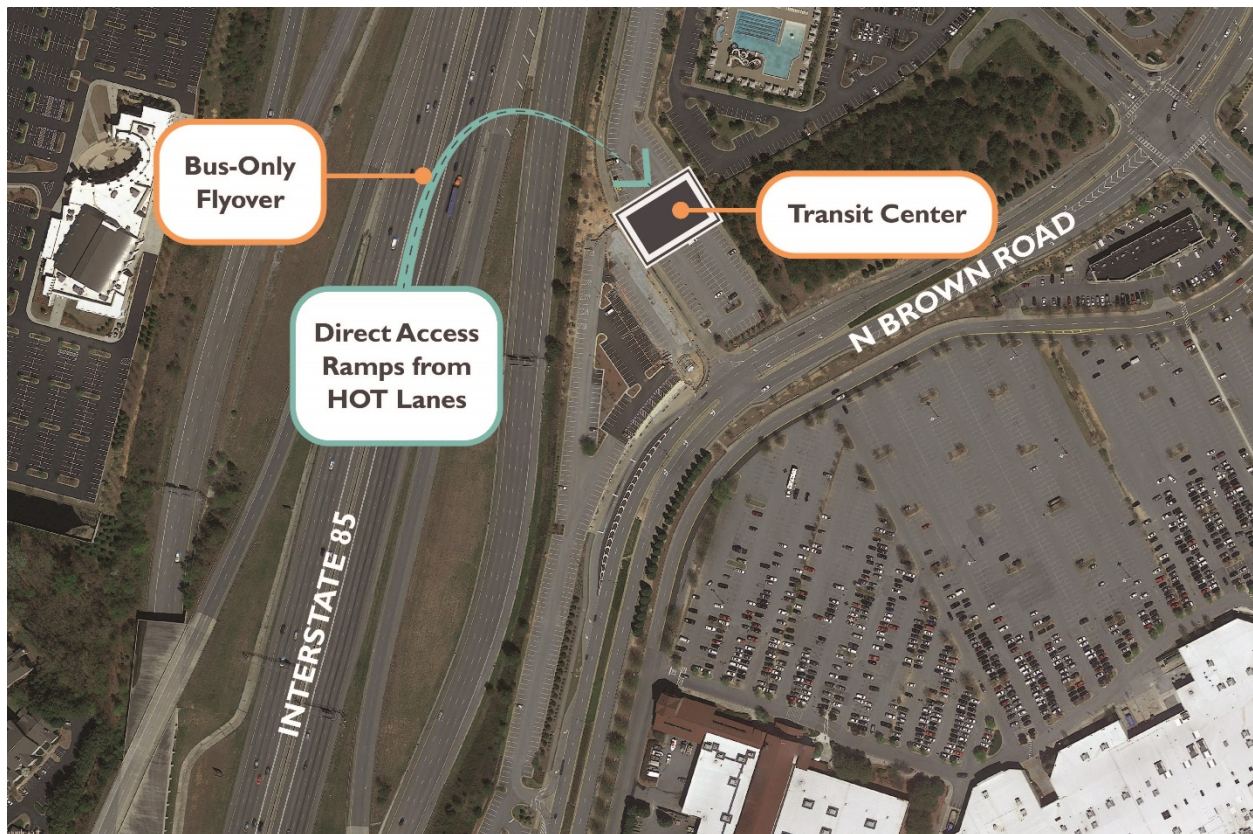 Bus-Only
Flyover
Transit Center
Direct Access
Ramps from
HOT Lanes
N BROWN ROAD
INTERSTATE 85